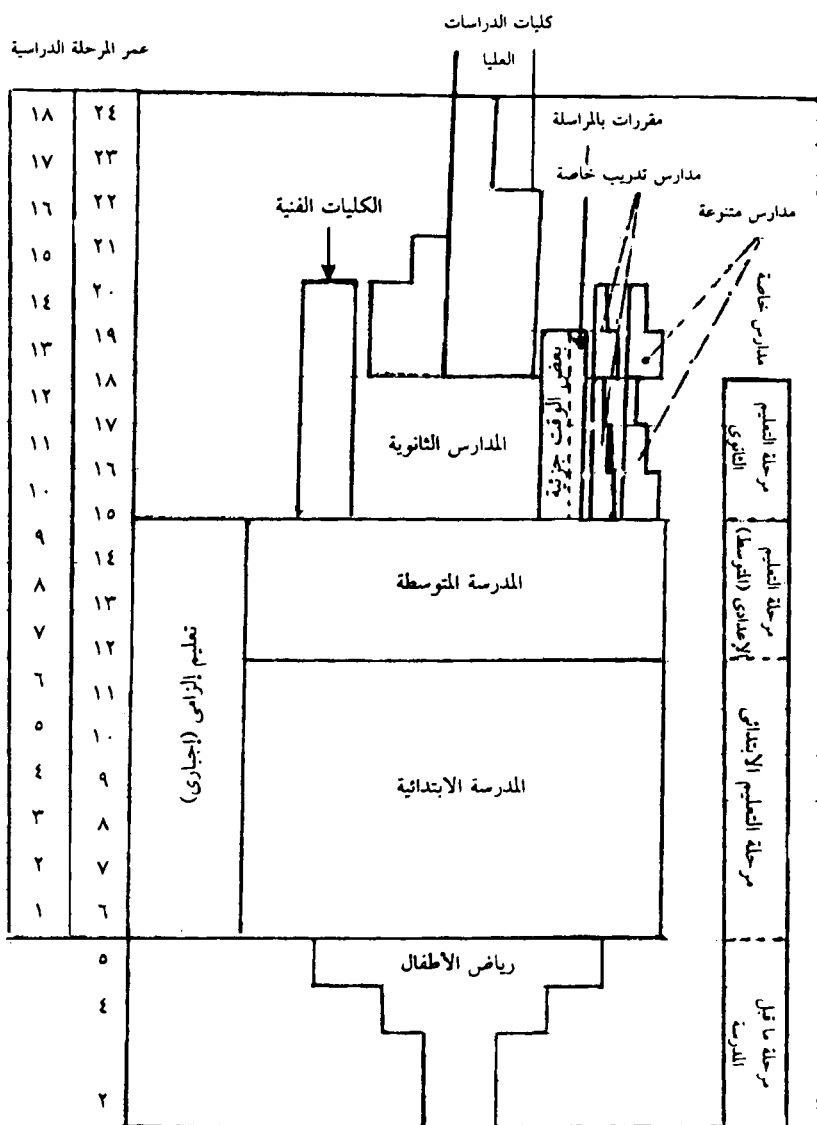 كليات الدراسات
العليا
عمر المرحلة الدراسية
مقررات بالمراسلة
مدارس تدريب خاصة
مدارس متنوعة
مدارس خاصة
الكليات الفنية
بعض الوقت جزئية
المدارس الثانوية
مرحلة التعليم
الثانوى
المدرسة المتوسطة
مرحلة التعليم
الإعدادى (المتوسط)
تعليم إلزامى (إجبارى)
المدرسة الابتدائية
مرحلة التعليم الابتدائى
رياض الأطفال
مرحلة ما قبل
المدرسة
٢٤ ١٨
٢٣ ١٧
٢٢ ١٦
٢١ ١٥
٢٠ ١٤
١٩ ١٣
١٨ ١٢
١٧ ١١
١٦ ١٠
١٥ ٩
١٤ ٨
١٣ ٧
١٢ ٦
١١ ٥
١٠ ٤
٩ ٣
٨ ٢
٧ ١
٦
٥
٤
٢